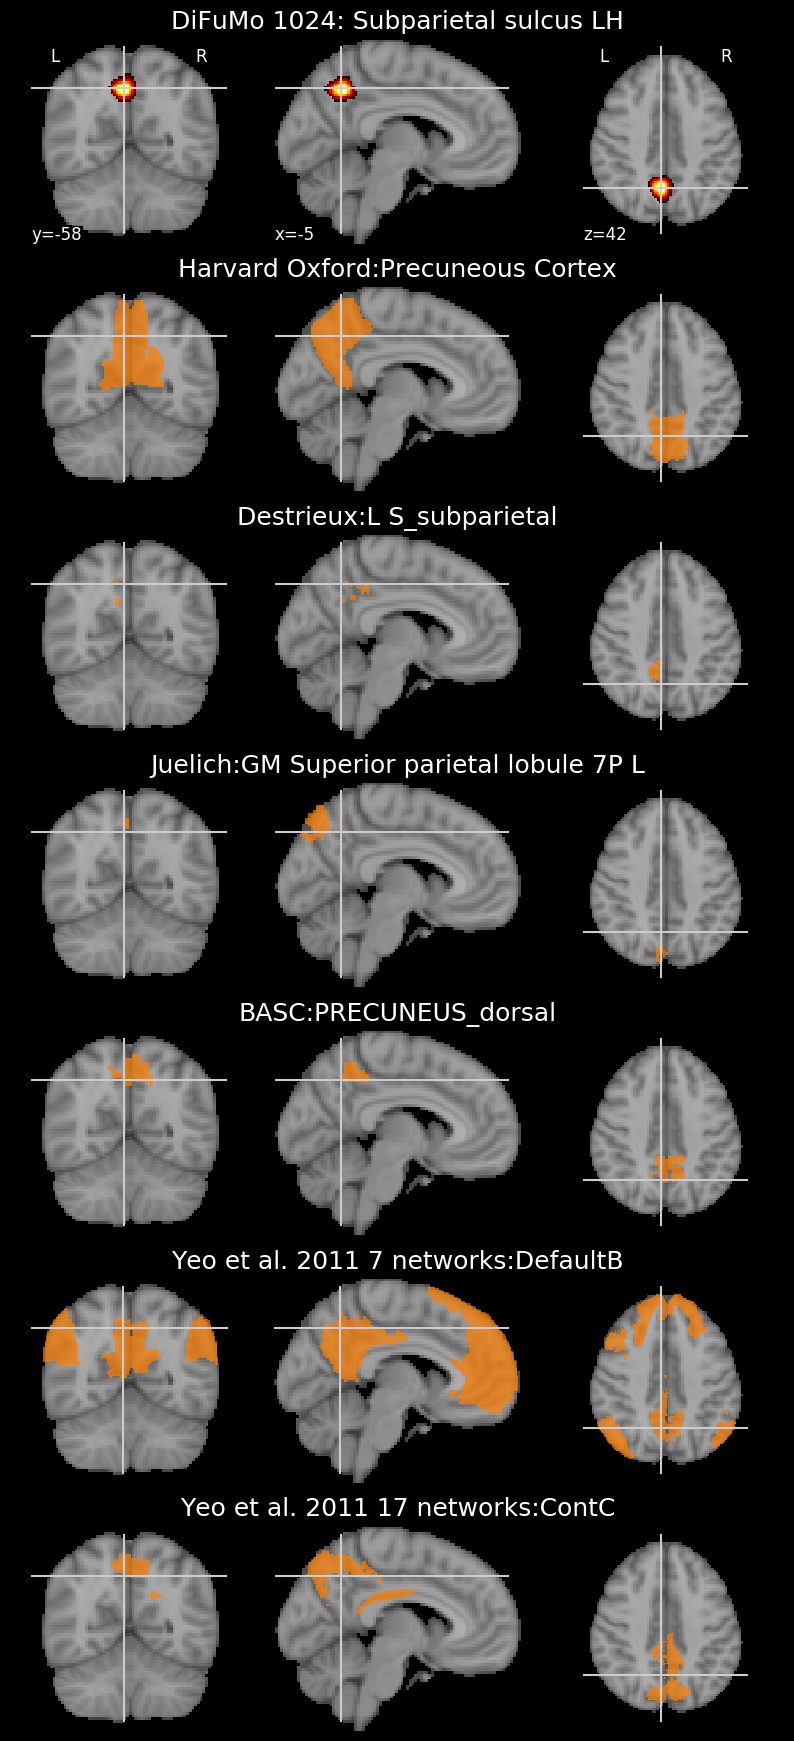 DiFuMo 1024: Subparietal sulcus LH
L R L R
y=-58 x=-5 z=42
Harvard Oxford:Precuneous Cortex
Destrieux:L S_subparietal
Juelich:GM Superior parietal lobule 7P L
BASC:PRECUNEUS_dorsal
Yeo et al. 2011 7 networks:DefaultB
Yeo et al. 2011 17 networks:ContC